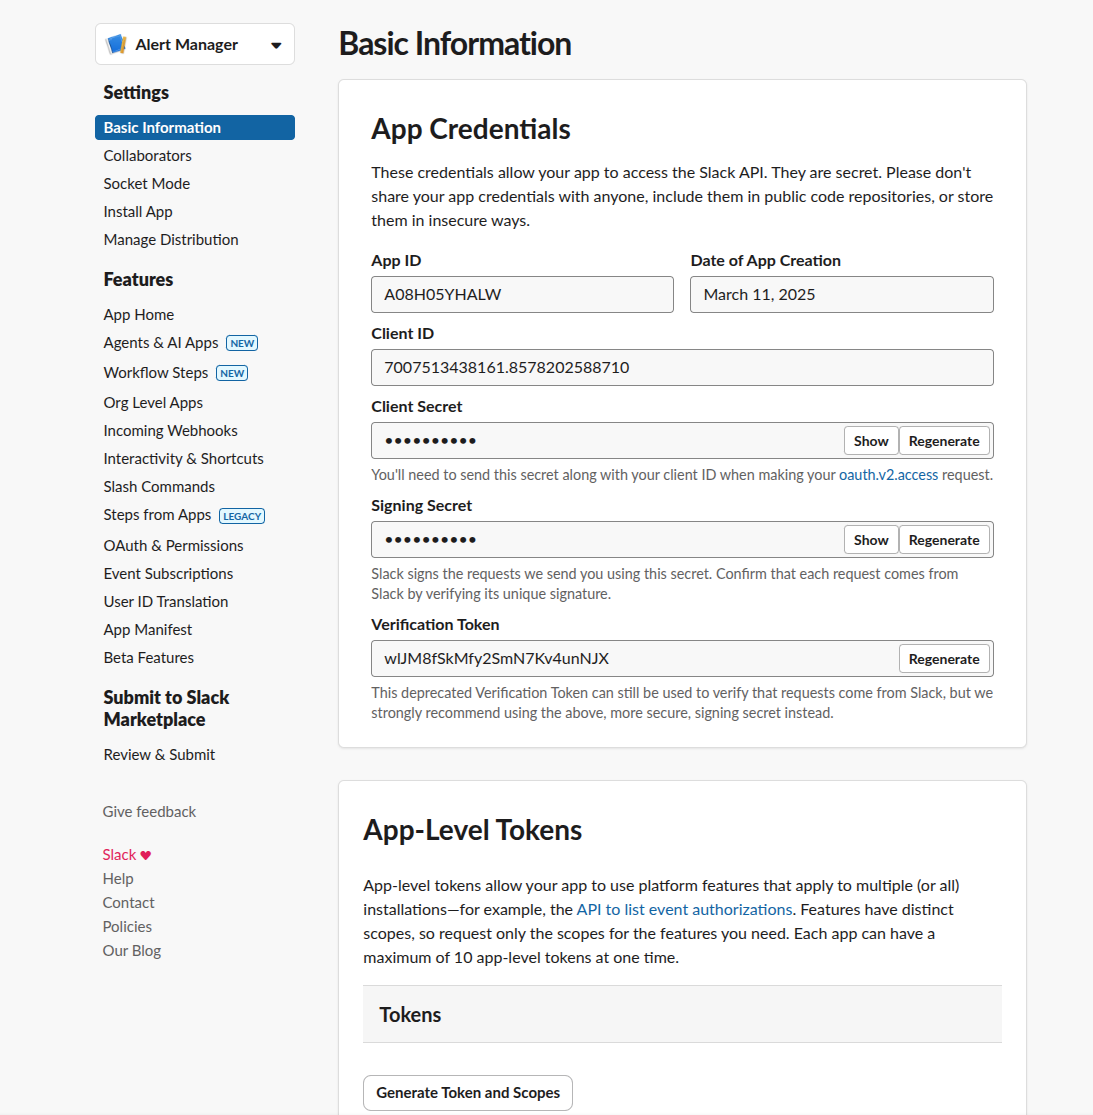 Alert Manager
Settings
Basic Information
Collaborators
Socket Mode
Install App
Manage Distribution
Features
App Home
Agents & AI Apps NEW
Workflow Steps NEW
Org Level Apps
Incoming Webhooks
Interactivity & Shortcuts
Slash Commands
Steps from Apps LEGACY
OAuth & Permissions
Event Subscriptions
User ID Translation
App Manifest
Beta Features
Submit to Slack
Marketplace
Review & Submit
Give feedback
Slack ♥
Help
Contact
Policies
Our Blog
Basic Information
App Credentials
These credentials allow your app to access the Slack API. They are secret. Please don't
share your app credentials with anyone, include them in public code repositories, or store
them in insecure ways.
App ID
A08H05YHALW
Date of App Creation
March 11, 2025
Client ID
7007513438161.8578202588710
Client Secret
•••••••••• Show Regenerate
You'll need to send this secret along with your client ID when making your oauth.v2.access request.
Signing Secret
•••••••••• Show Regenerate
Slack signs the requests we send you using this secret. Confirm that each request comes from
Slack by verifying its unique signature.
Verification Token
wIJM8fSkMfy2SmN7Kv4unNJX Regenerate
This deprecated Verification Token can still be used to verify that requests come from Slack, but we
strongly recommend using the above, more secure, signing secret instead.
App-Level Tokens
App-level tokens allow your app to use platform features that apply to multiple (or all)
installations—for example, the API to list event authorizations. Features have distinct
scopes, so request only the scopes for the features you need. Each app can have a
maximum of 10 app-level tokens at one time.
Tokens
Generate Token and Scopes